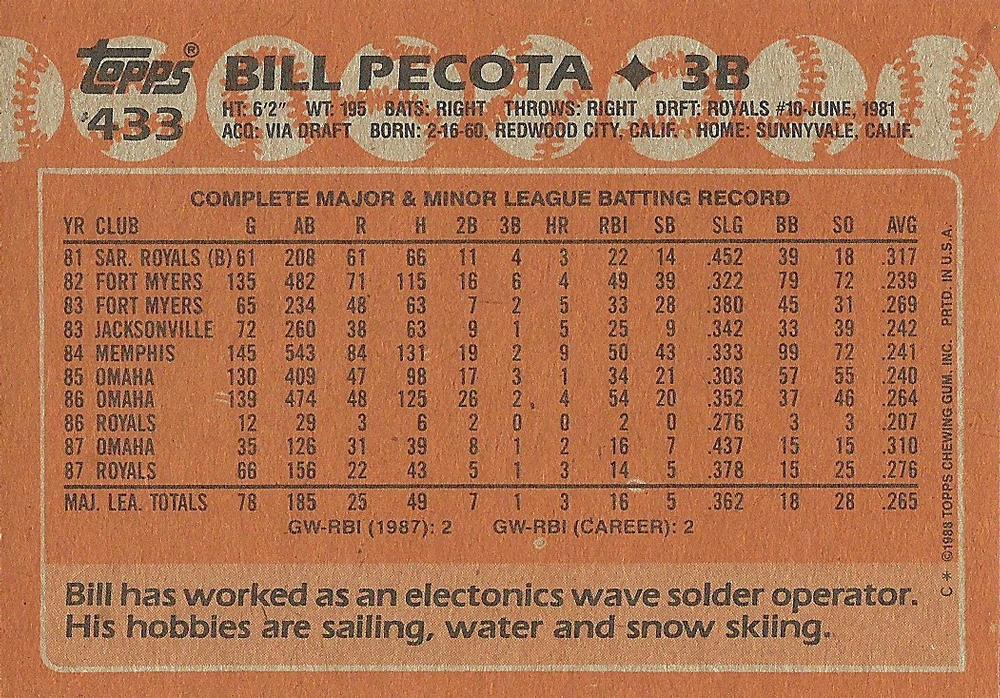 Topps® BILL PECOTA ✦ 3B
#433
HT: 6'2" WT: 195 BATS: RIGHT THROWS: RIGHT DRFT: ROYALS #10-JUNE, 1981
ACQ: VIA DRAFT BORN: 2-16-60, REDWOOD CITY, CALIF. HOME: SUNNYVALE, CALIF.
COMPLETE MAJOR & MINOR LEAGUE BATTING RECORD
YR CLUB G AB R H 2B 3B HR RBI SB SLG BB SO AVG
81 SAR. ROYALS (B) 61 208 61 66 11 4 3 22 14 .452 39 18 .317
82 FORT MYERS 135 482 71 115 16 6 4 49 39 .322 79 72 .239
83 FORT MYERS 65 234 48 63 7 2 5 33 28 .380 45 31 .269
83 JACKSONVILLE 72 260 38 63 9 1 5 25 9 .342 33 39 .242
84 MEMPHIS 145 543 84 131 19 2 9 50 43 .333 99 72 .241
85 OMAHA 130 409 47 98 17 3 1 34 21 .303 57 55 .240
86 OMAHA 139 474 48 125 26 2 4 54 20 .352 37 46 .264
86 ROYALS 12 29 3 6 2 0 0 2 0 .276 3 3 .207
87 OMAHA 35 126 31 39 8 1 2 16 7 .437 15 15 .310
87 ROYALS 66 156 22 43 5 1 3 14 5 .378 15 25 .276
MAJ. LEA. TOTALS 78 185 25 49 7 1 3 16 5 .362 18 28 .265
GW-RBI (1987): 2 GW-RBI (CAREER): 2
Bill has worked as an electonics wave solder operator.
His hobbies are sailing, water and snow skiing.
C * ©1988 TOPPS CHEWING GUM, INC. PRTD. IN U.S.A.